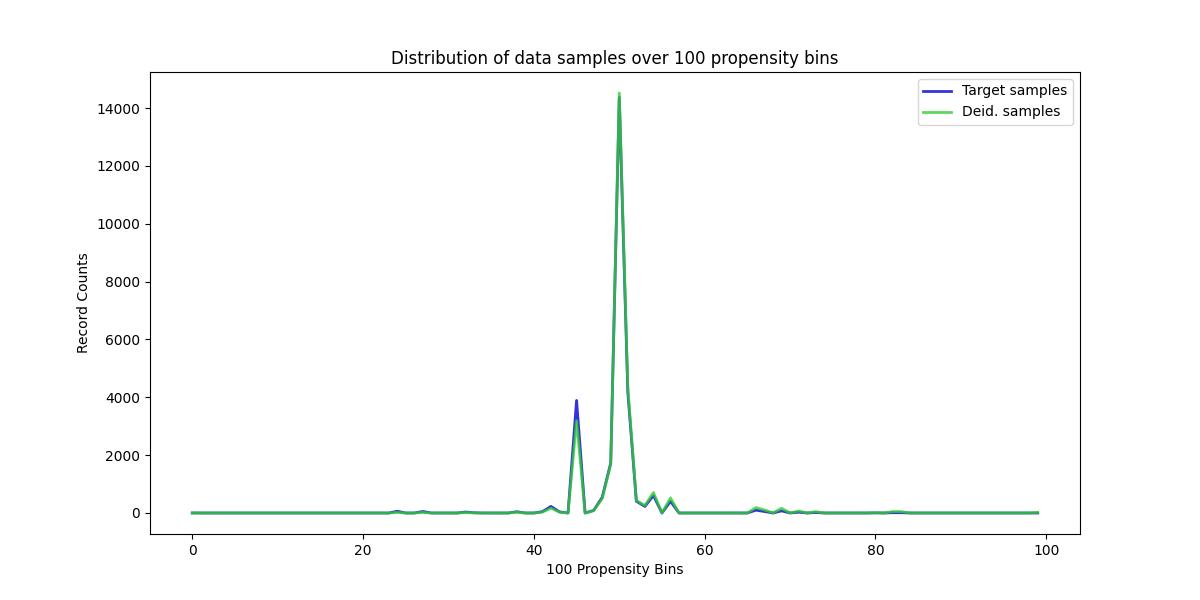 Distribution of data samples over 100 propensity bins
Target samples
Deid. samples
14000
12000
10000
8000
6000
4000
2000
0
Record Counts
0 20 40 60 80 100
100 Propensity Bins